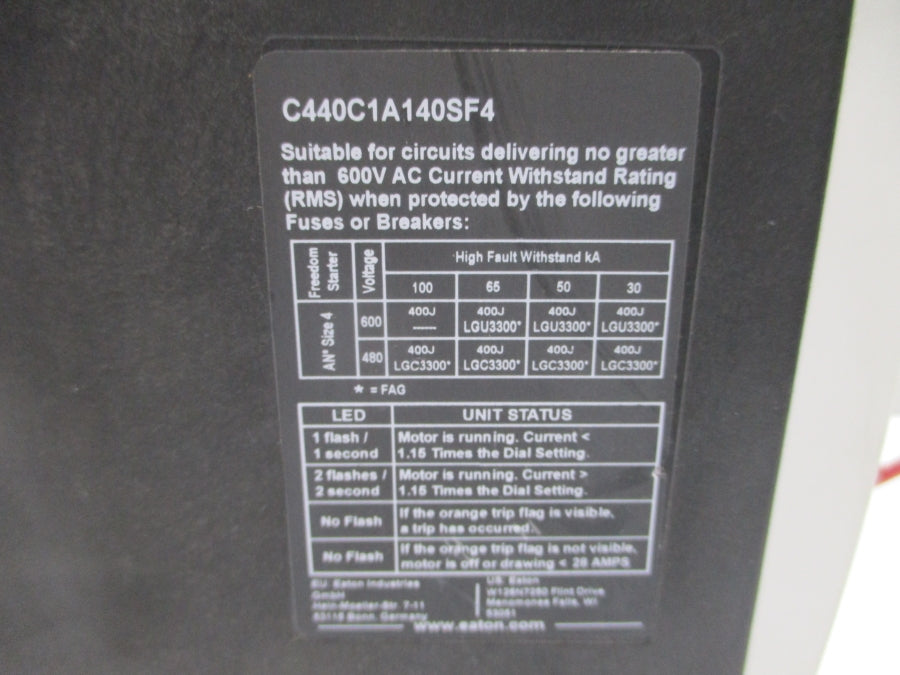 C440C1A140SF4
Suitable for circuits delivering no greater
than 600V AC Current Withstand Rating
(RMS) when protected by the following
Fuses or Breakers:
Freedom Starter Voltage High Fault Withstand kA
100 65 50 30
AN* Size 4 600 400J ------ 400J LGU3300* 400J LGU3300* 400J LGU3300*
480 400J LGC3300* 400J LGC3300* 400J LGC3300* 400J LGC3300*
* = FAG
LED UNIT STATUS
1 flash / Motor is running. Current <
1 second 1.15 Times the Dial Setting.
2 flashes / Motor is running. Current >
2 second 1.15 Times the Dial Setting.
No Flash If the orange trip flag is visible,
a trip has occurred.
No Flash If the orange trip flag is not visible,
motor is off or drawing < 28 AMPS
EU: Eaton Industries
GmbH
Hein-Moeller-Str. 7-11
53115 Bonn, Germany
US: Eaton
W126N7250 Flint Drive
Menomonee Falls, WI
53051
www.eaton.com